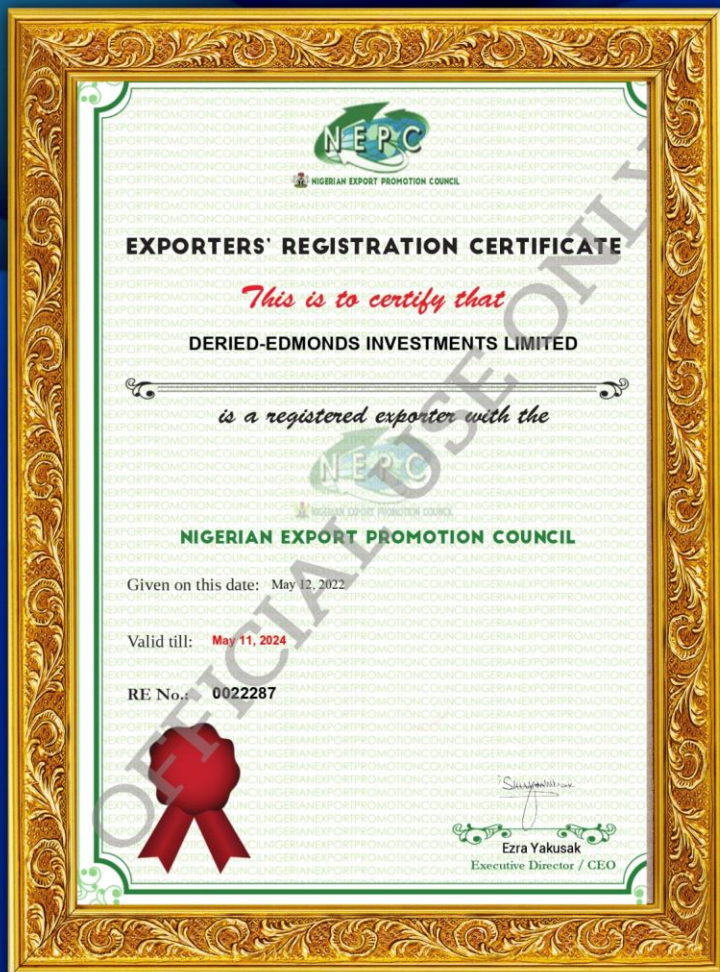 NEPC
NIGERIAN EXPORT PROMOTION COUNCIL
EXPORTERS' REGISTRATION CERTIFICATE
This is to certify that
DERIED-EDMONDS INVESTMENTS LIMITED
is a registered exporter with the
NEPC
NIGERIAN EXPORT PROMOTION COUNCIL
NIGERIAN EXPORT PROMOTION COUNCIL
Given on this date: May 12, 2022
Valid till: May 11, 2024
RE No.: 0022287
Ezra Yakusak
Executive Director / CEO
OFFICIAL USE ONLY